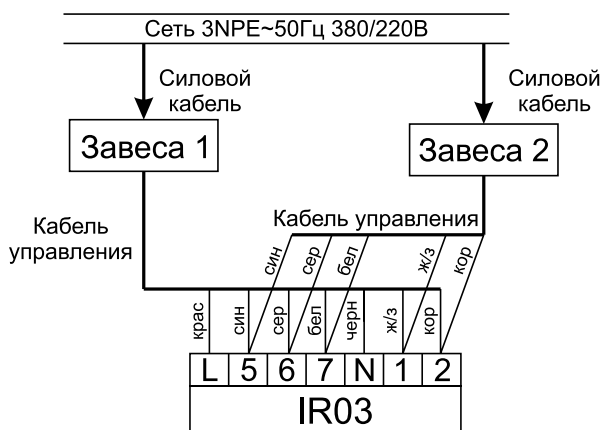 Сеть 3NPE~50Гц 380/220В
Силовой
кабель
Силовой
кабель
Завеса 1
Завеса 2
Кабель
управления
Кабель управления
син
сер
бел
ж/з
кор
крас
син
сер
бел
черн
ж/з
кор
L 5 6 7 N 1 2
IR03